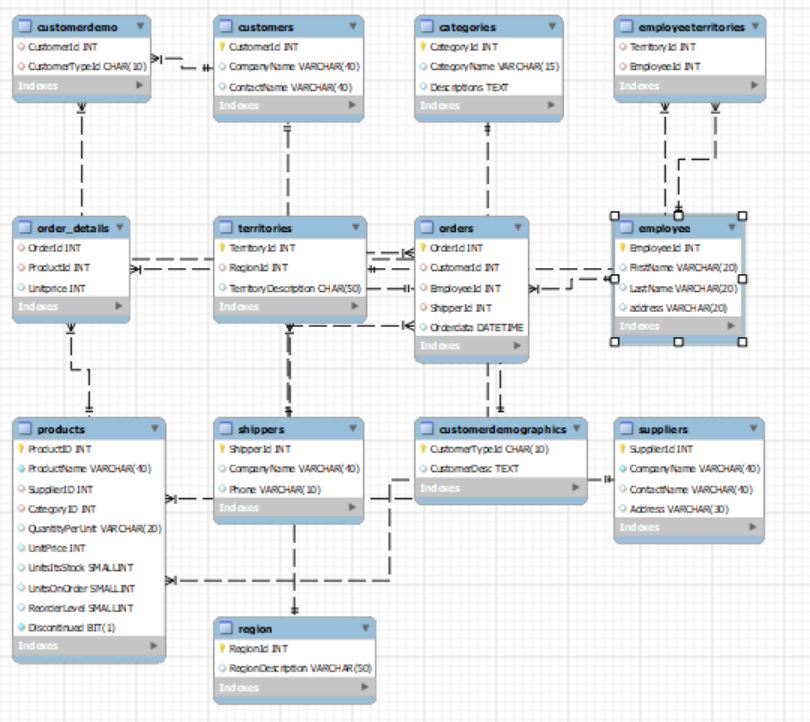 customerdemo
CustomerId INT
CustomerTypeId CHAR(10)
Indexes
customers
CustomerId INT
CompanyName VARCHAR(40)
ContactName VARCHAR(40)
Indexes
categories
CategoryId INT
CategoryName VARCHAR(15)
Descriptions TEXT
Indexes
employeeterritories
TerritoryId INT
EmployeeId INT
Indexes
order_details
OrderId INT
ProductId INT
Unitprice INT
Indexes
territories
TerritoryId INT
RegionId INT
TerritoryDescription CHAR(50)
Indexes
orders
OrderId INT
CustomerId INT
EmployeeId INT
ShipperId INT
Orderdata DATETIME
Indexes
employee
EmployeeId INT
FirstName VARCHAR(20)
LastName VARCHAR(20)
address VARCHAR(20)
Indexes
products
ProductID INT
ProductName VARCHAR(40)
SupplierID INT
CategoryID INT
QuantityPerUnit VARCHAR(20)
UnitPrice INT
UnitsItsStock SMALLINT
UnitsOnOrder SMALLINT
ReorderLevel SMALLINT
Discontinued BIT(1)
Indexes
shippers
ShipperId INT
CompanyName VARCHAR(40)
Phone VARCHAR(10)
Indexes
customerdemographics
CustomerTypeId CHAR(10)
CustomerDesc TEXT
Indexes
suppliers
SupplierId INT
CompanyName VARCHAR(40)
ContactName VARCHAR(40)
Address VARCHAR(30)
Indexes
region
RegionId INT
RegionDescription VARCHAR(50)
Indexes